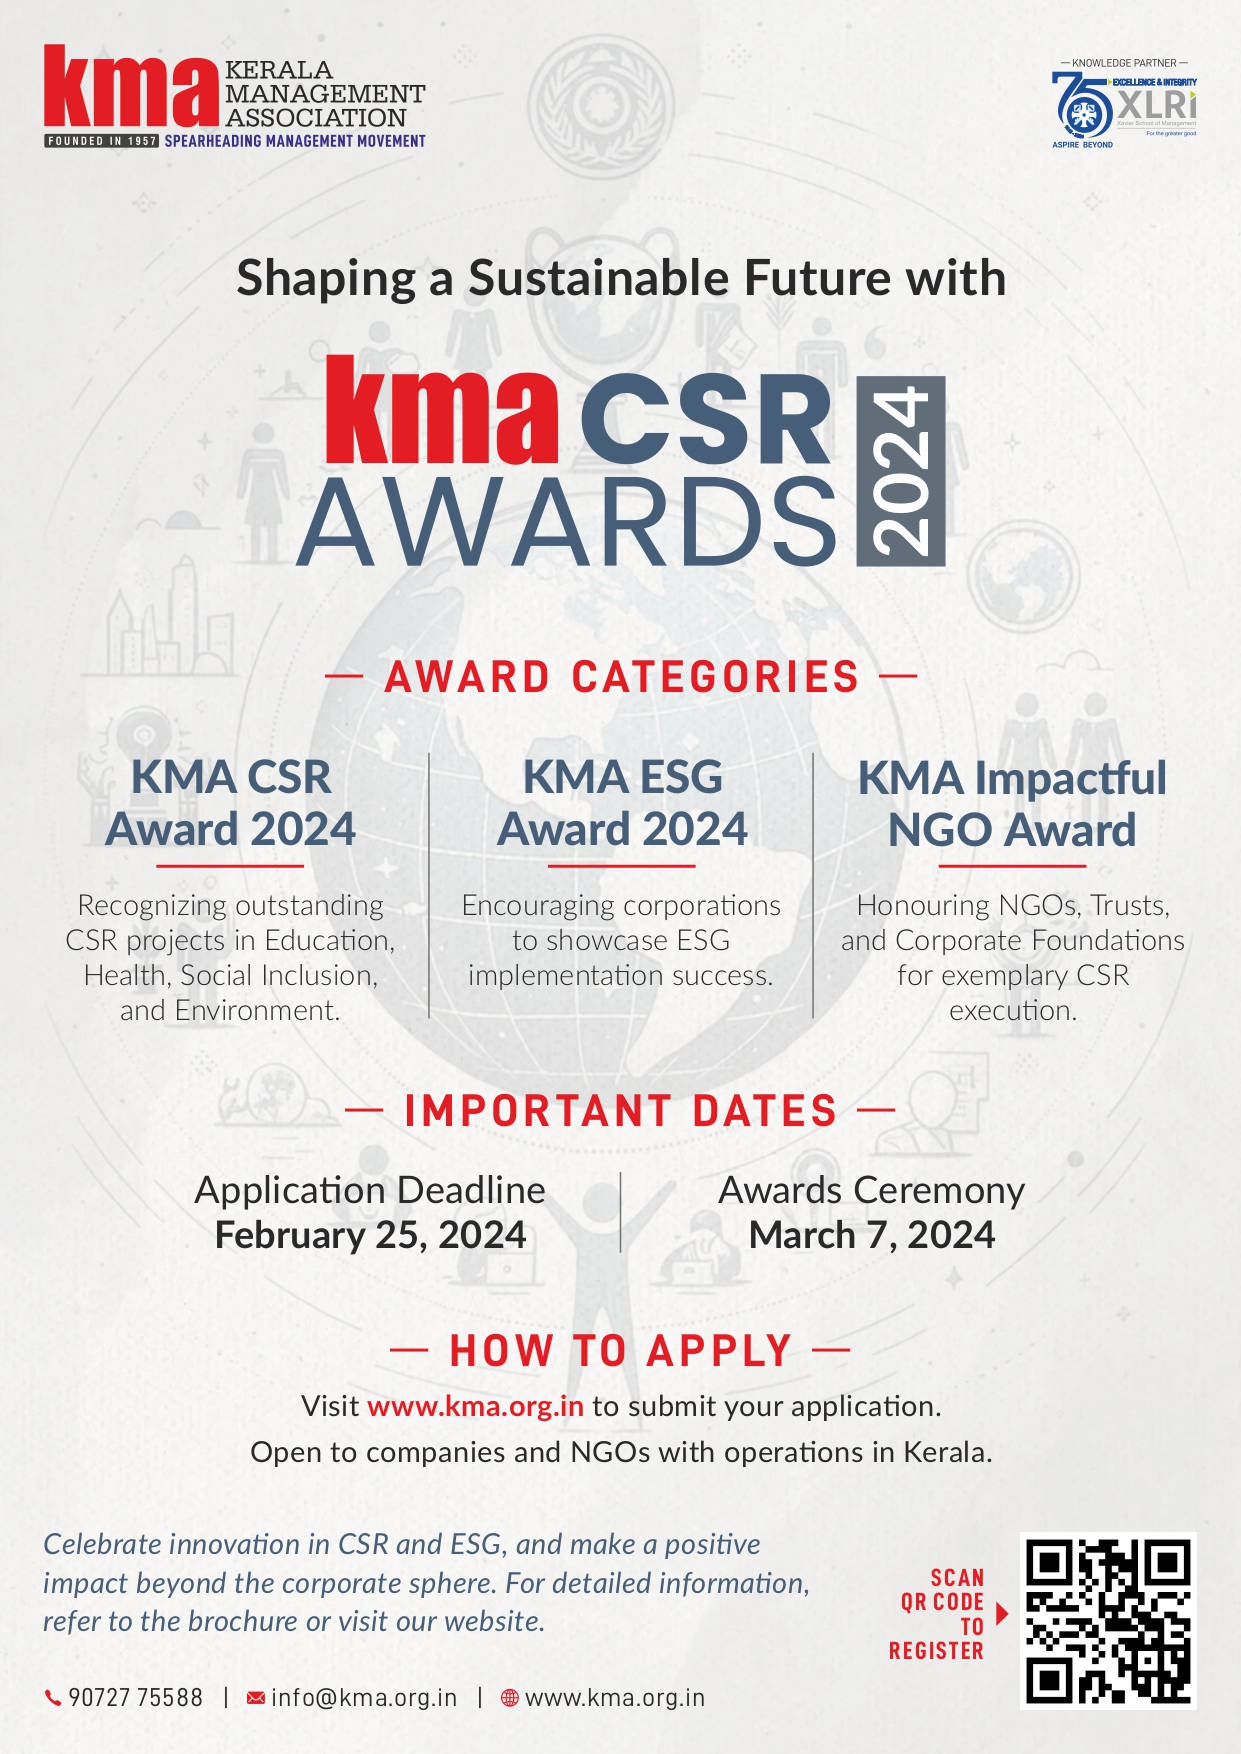 kma
KERALA
MANAGEMENT
ASSOCIATION
FOUNDED IN 1957 SPEARHEADING MANAGEMENT MOVEMENT
KNOWLEDGE PARTNER
75
EXCELLENCE & INTEGRITY
XLRI
Xavier School of Management
For the greater good
ASPIRE BEYOND
Shaping a Sustainable Future with
kma CSR
AWARDS
2024
AWARD CATEGORIES
KMA CSR
Award 2024
Recognizing outstanding
CSR projects in Education,
Health, Social Inclusion,
and Environment.
KMA ESG
Award 2024
Encouraging corporations
to showcase ESG
implementation success.
KMA Impactful
NGO Award
Honouring NGOs, Trusts,
and Corporate Foundations
for exemplary CSR
execution.
IMPORTANT DATES
Application Deadline
February 25, 2024
Awards Ceremony
March 7, 2024
HOW TO APPLY
Visit www.kma.org.in to submit your application.
Open to companies and NGOs with operations in Kerala.
Celebrate innovation in CSR and ESG, and make a positive
impact beyond the corporate sphere. For detailed information,
refer to the brochure or visit our website.
SCAN
QR CODE
TO
REGISTER
90727 75588 | info@kma.org.in | www.kma.org.in